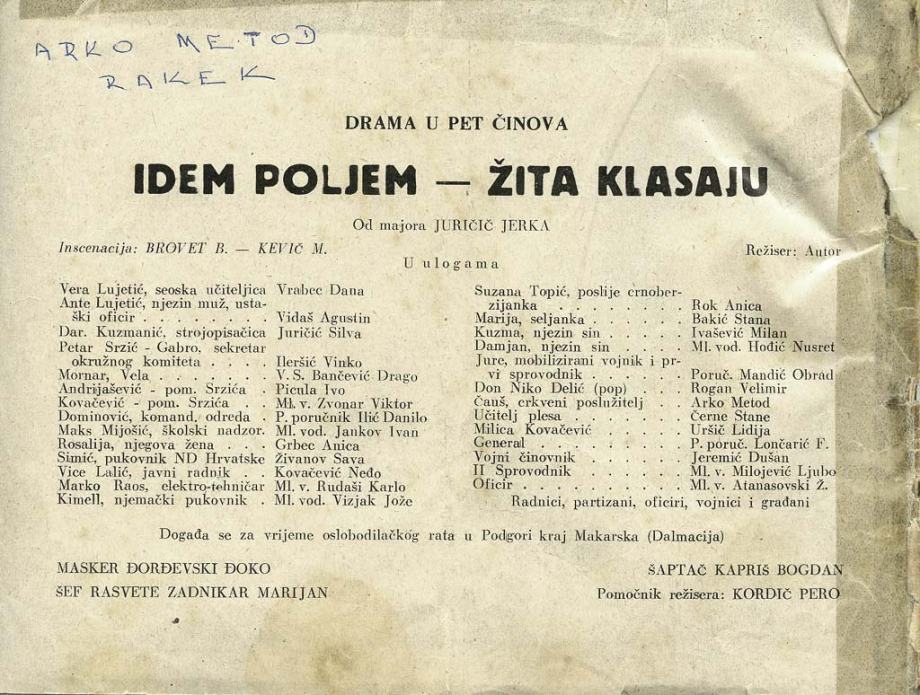 ARKO METOD
RAKEK
DRAMA U PET ČINOVA
IDEM POLJEM — ŽITA KLASAJU
Od majora JURIČIČ JERKA
Inscenacija: BROVET B. — KEVIČ M.
Režiser: Autor
U ulogama
Vera Lujetić, seoska učiteljica Vrabec Dana
Ante Lujetić, njezin muž, usta-
ški oficir . . . . . . . . Vidaš Agustin
Dar. Kuzmanić, strojopisačica Juričić Silva
Petar Srzić - Gabro, sekretar
okružnog komiteta . . . . Ileršič Vinko
Mornar, Vela . . . . . . . V. S. Bančević Drago
Andrijašević - pom. Srzića . Picula Ivo
Kovačević - pom. Srzića . . Ml. v. Zvonar Viktor
Dominović, komand. odreda . P. poručnik Ilić Danilo
Maks Mijošić, školski nadzor. Ml. vod. Jankov Ivan
Rosalija, njegova žena . . . Grbec Anica
Simić, pukovnik ND Hrvatske Živanov Sava
Vice Lalić, javni radnik . . Kovačević Neđo
Marko Raos, elektro-tehničar Ml. v. Rudaši Karlo
Kimell, njemački pukovnik . Ml. vod. Vizjak Jože
Suzana Topić, poslije crnober-
zijanka . . . . . . . . Rok Anica
Marija, seljanka . . . . . . Bakić Stana
Kuzma, njezin sin . . . . . Ivašević Milan
Damjan, njezin sin . . . . Ml. vod. Hođić Nusret
Jure, mobilizirani vojnik i pr-
vi sprovodnik . . . . . . Poruč. Mandić Obrad
Don Niko Delić (pop) . . . . Rogan Velimir
Čauš, crkveni poslužitelj . . Arko Metod
Učitelj plesa . . . . . . . Černe Stane
Milica Kovačević . . . . . Uršič Lidija
General . . . . . . . . . P. póruč. Lončarić F.
Vojni činovnik . . . . . . Jeremić Dušan
II Sprovodnik . . . . . . Ml. v. Milojević Ljubo
Oficir . . . . . . . . . . Ml. v. Atanasovski Ž.
Radnici, partizani, oficiri, vojnici i građani
Događa se za vrijeme oslobodilačkog rata u Podgori kraj Makarska (Dalmacija)
MASKER ĐORĐEVSKI ĐOKO
ŠAPTAČ KAPRIŠ BOGDAN
ŠEF RASVETE ZADNIKAR MARIJAN
Pomočnik režisera: KORDIČ PERO